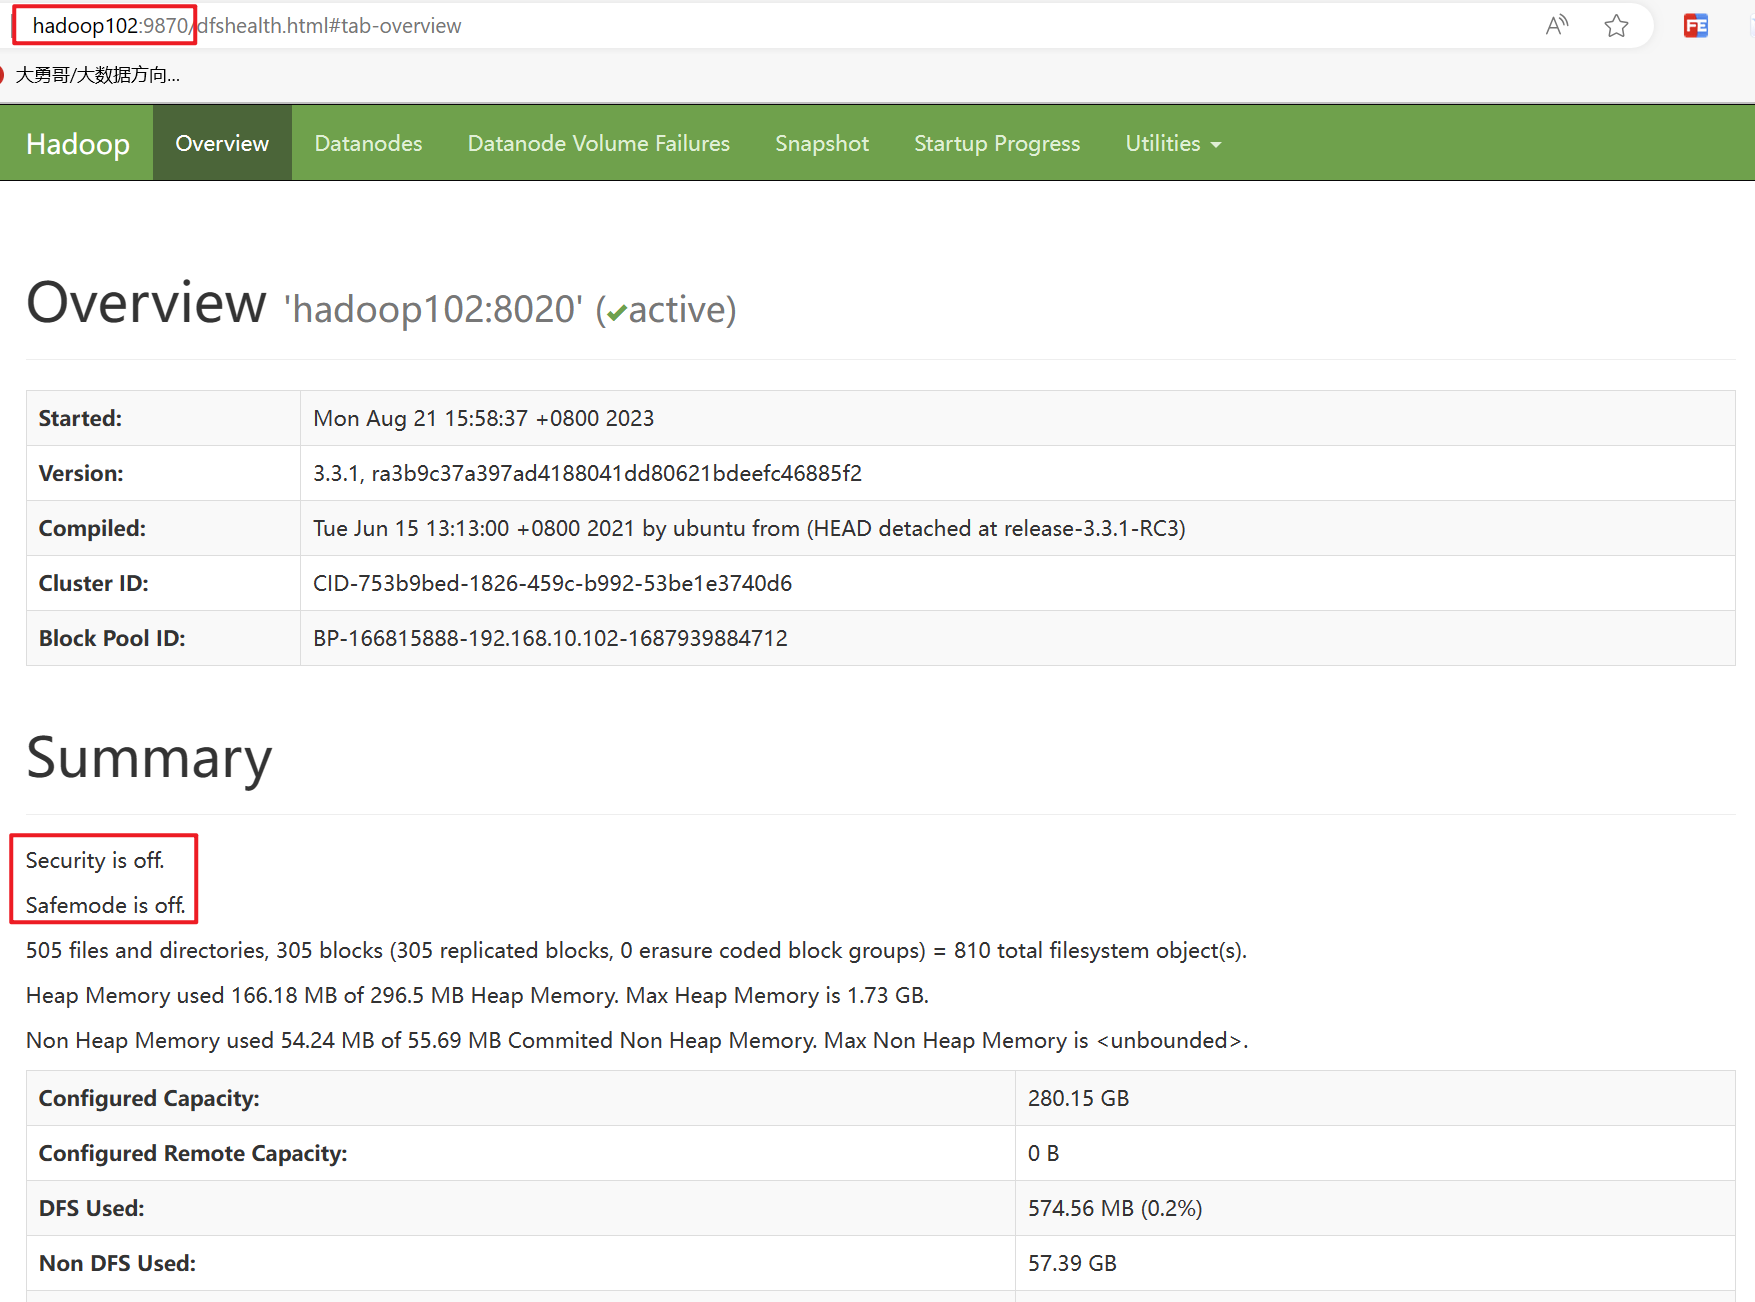 hadoop102:9870/dfshealth.html#tab-overview
大勇哥/大数据方向...
Hadoop Overview Datanodes Datanode Volume Failures Snapshot Startup Progress Utilities
Overview 'hadoop102:8020' (✔active)
Started: Mon Aug 21 15:58:37 +0800 2023
Version: 3.3.1, ra3b9c37a397ad4188041dd80621bdeefc46885f2
Compiled: Tue Jun 15 13:13:00 +0800 2021 by ubuntu from (HEAD detached at release-3.3.1-RC3)
Cluster ID: CID-753b9bed-1826-459c-b992-53be1e3740d6
Block Pool ID: BP-166815888-192.168.10.102-1687939884712
Summary
Security is off.
Safemode is off.
505 files and directories, 305 blocks (305 replicated blocks, 0 erasure coded block groups) = 810 total filesystem object(s).
Heap Memory used 166.18 MB of 296.5 MB Heap Memory. Max Heap Memory is 1.73 GB.
Non Heap Memory used 54.24 MB of 55.69 MB Commited Non Heap Memory. Max Non Heap Memory is <unbounded>.
Configured Capacity: 280.15 GB
Configured Remote Capacity: 0 B
DFS Used: 574.56 MB (0.2%)
Non DFS Used: 57.39 GB